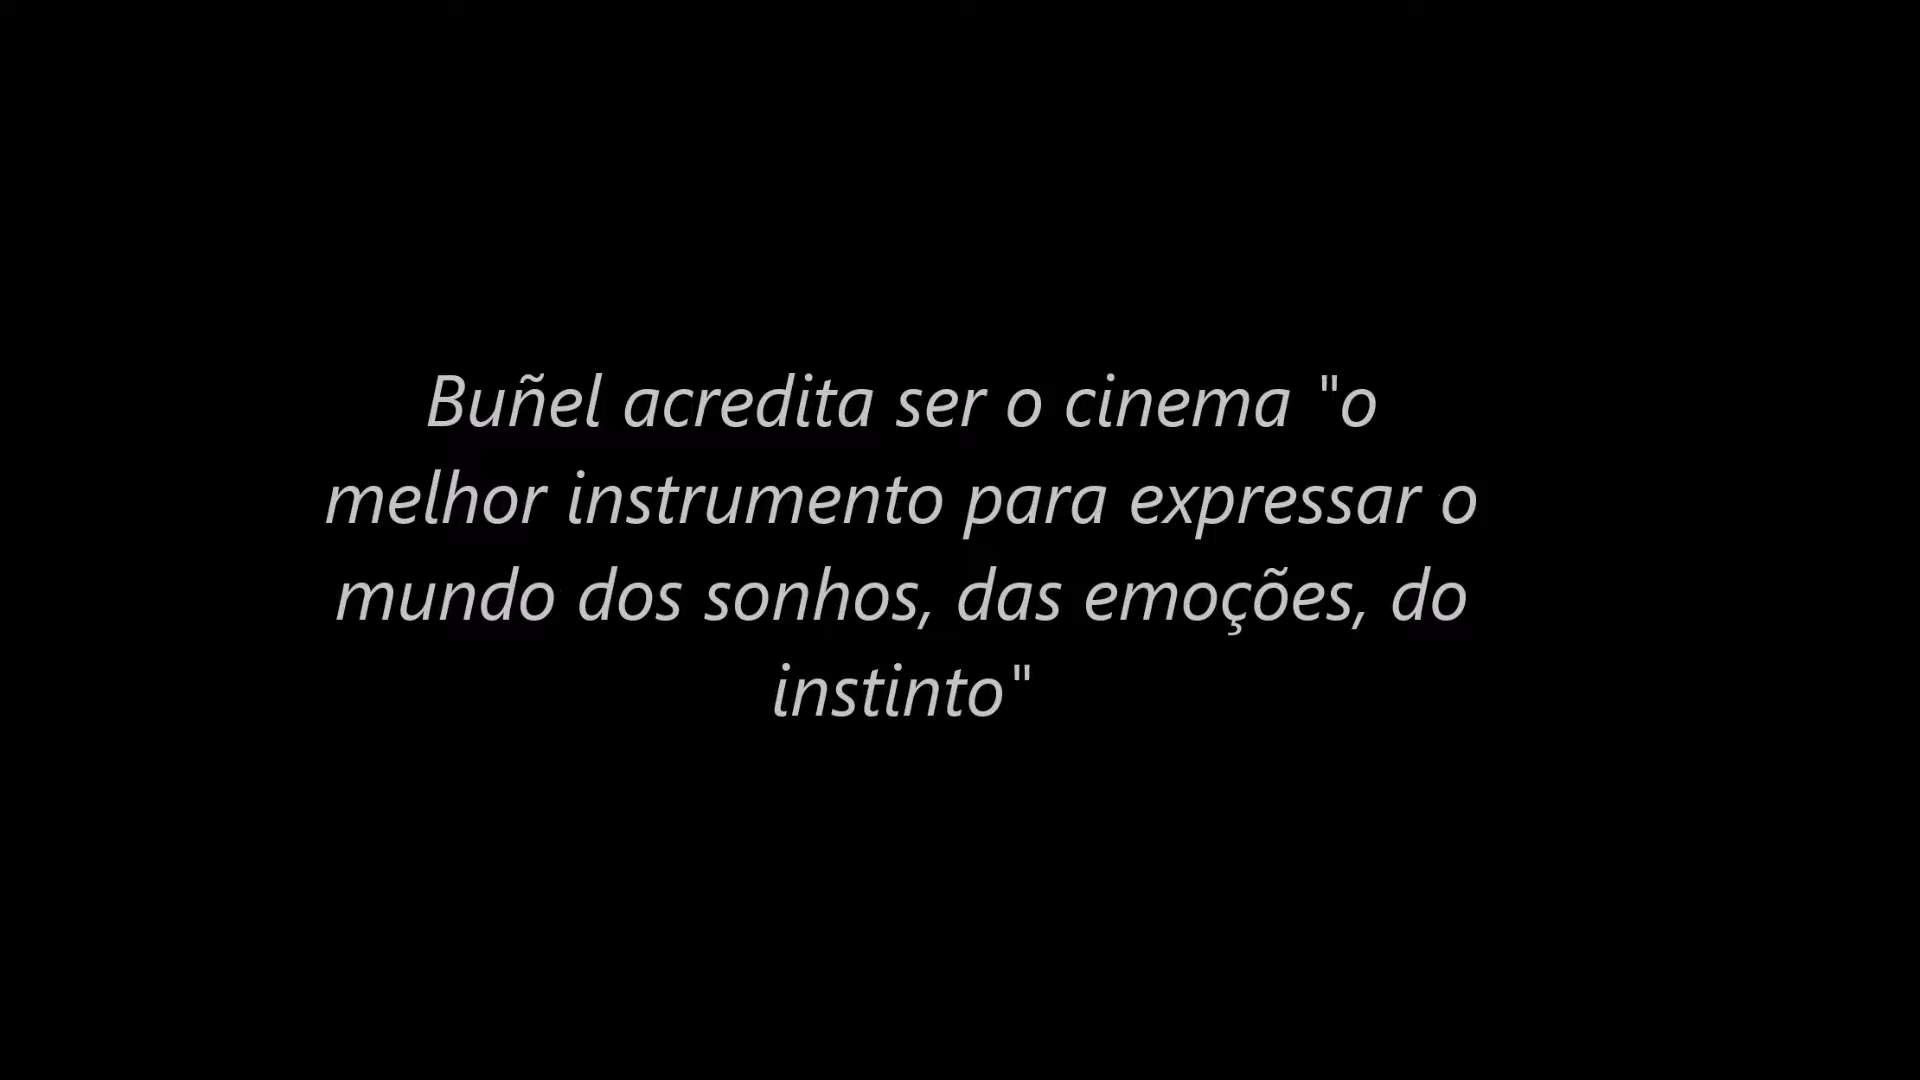 Buñel acredita ser o cinema "o
melhor instrumento para expressar o
mundo dos sonhos, das emoções, do
instinto"